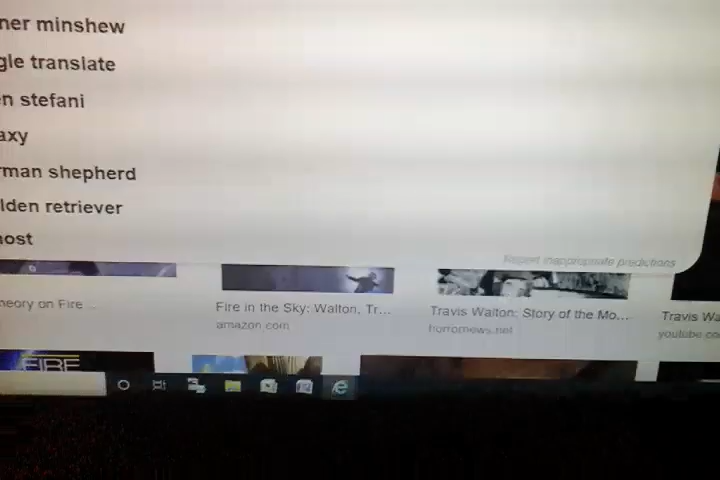 ner minshew
gle translate
n stefani
axy
rman shepherd
lden retriever
host
Report inappropriate predictions
heory on Fire ...
Fire in the Sky: Walton, Tr...
amazon.com
Travis Walton: Story of the Mo...
horrornews.net
Travis Wa
youtube.co
FIRE